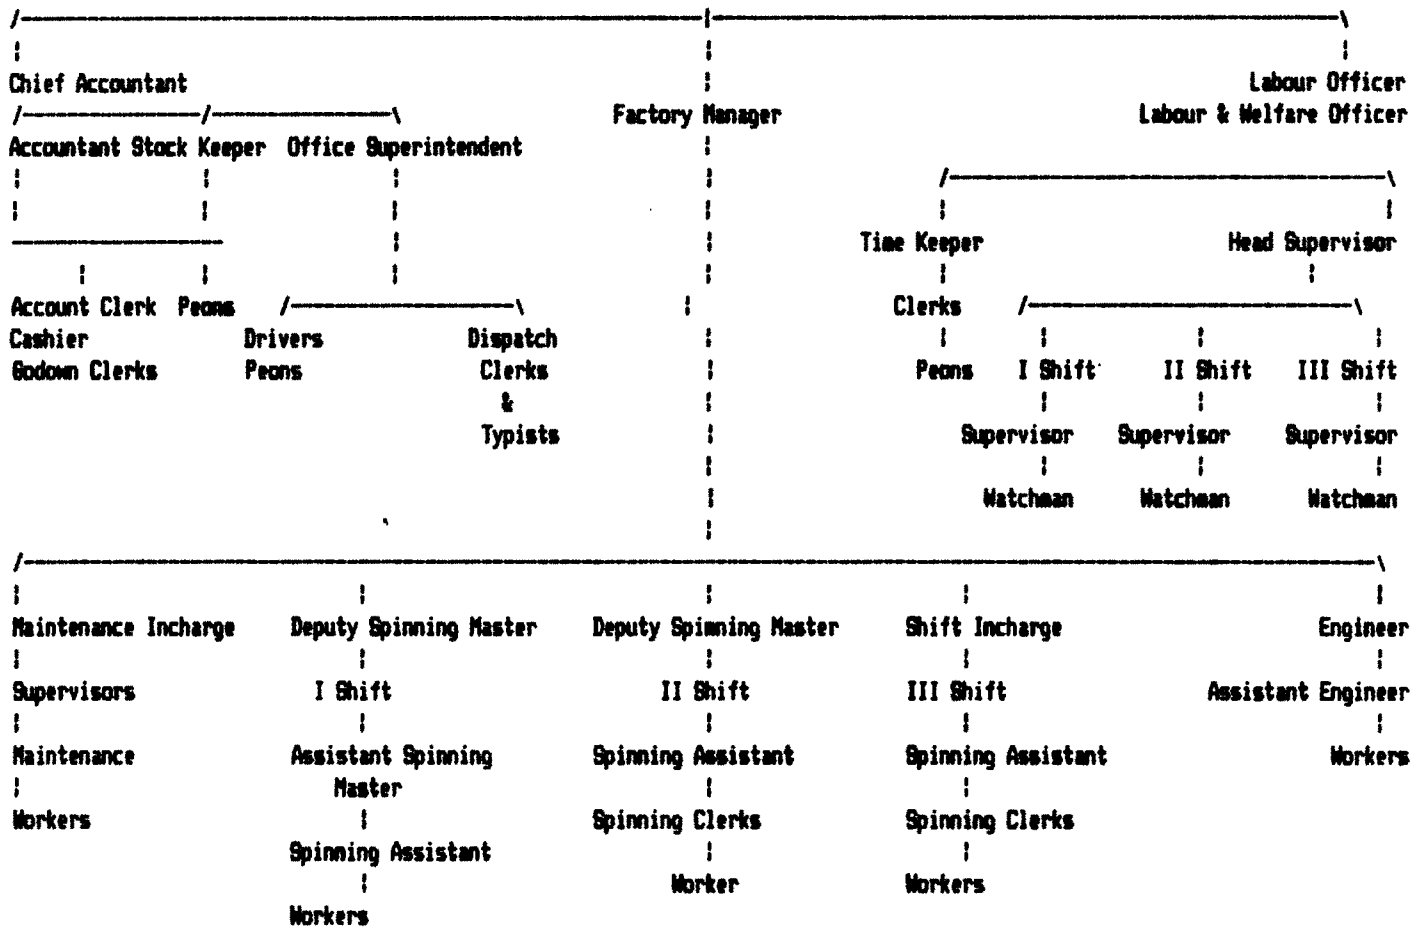 Chief Accountant
Labour Officer
Factory Manager
Labour & Welfare Officer
Accountant Stock Keeper Office Superintendent
Time Keeper Head Supervisor
Account Clerk Peons
Clerks
Cashier Drivers Dispatch
Godown Clerks Peons Clerks
Peons I Shift II Shift III Shift
&
Typists
Supervisor Supervisor Supervisor
Watchman Watchman Watchman
Maintenance Incharge Deputy Spinning Master Deputy Spinning Master Shift Incharge Engineer
Supervisors I Shift II Shift III Shift Assistant Engineer
Maintenance Assistant Spinning Spinning Assistant Spinning Assistant Workers
Master
Workers Spinning Clerks Spinning Clerks
Spinning Assistant
Worker Workers
Workers